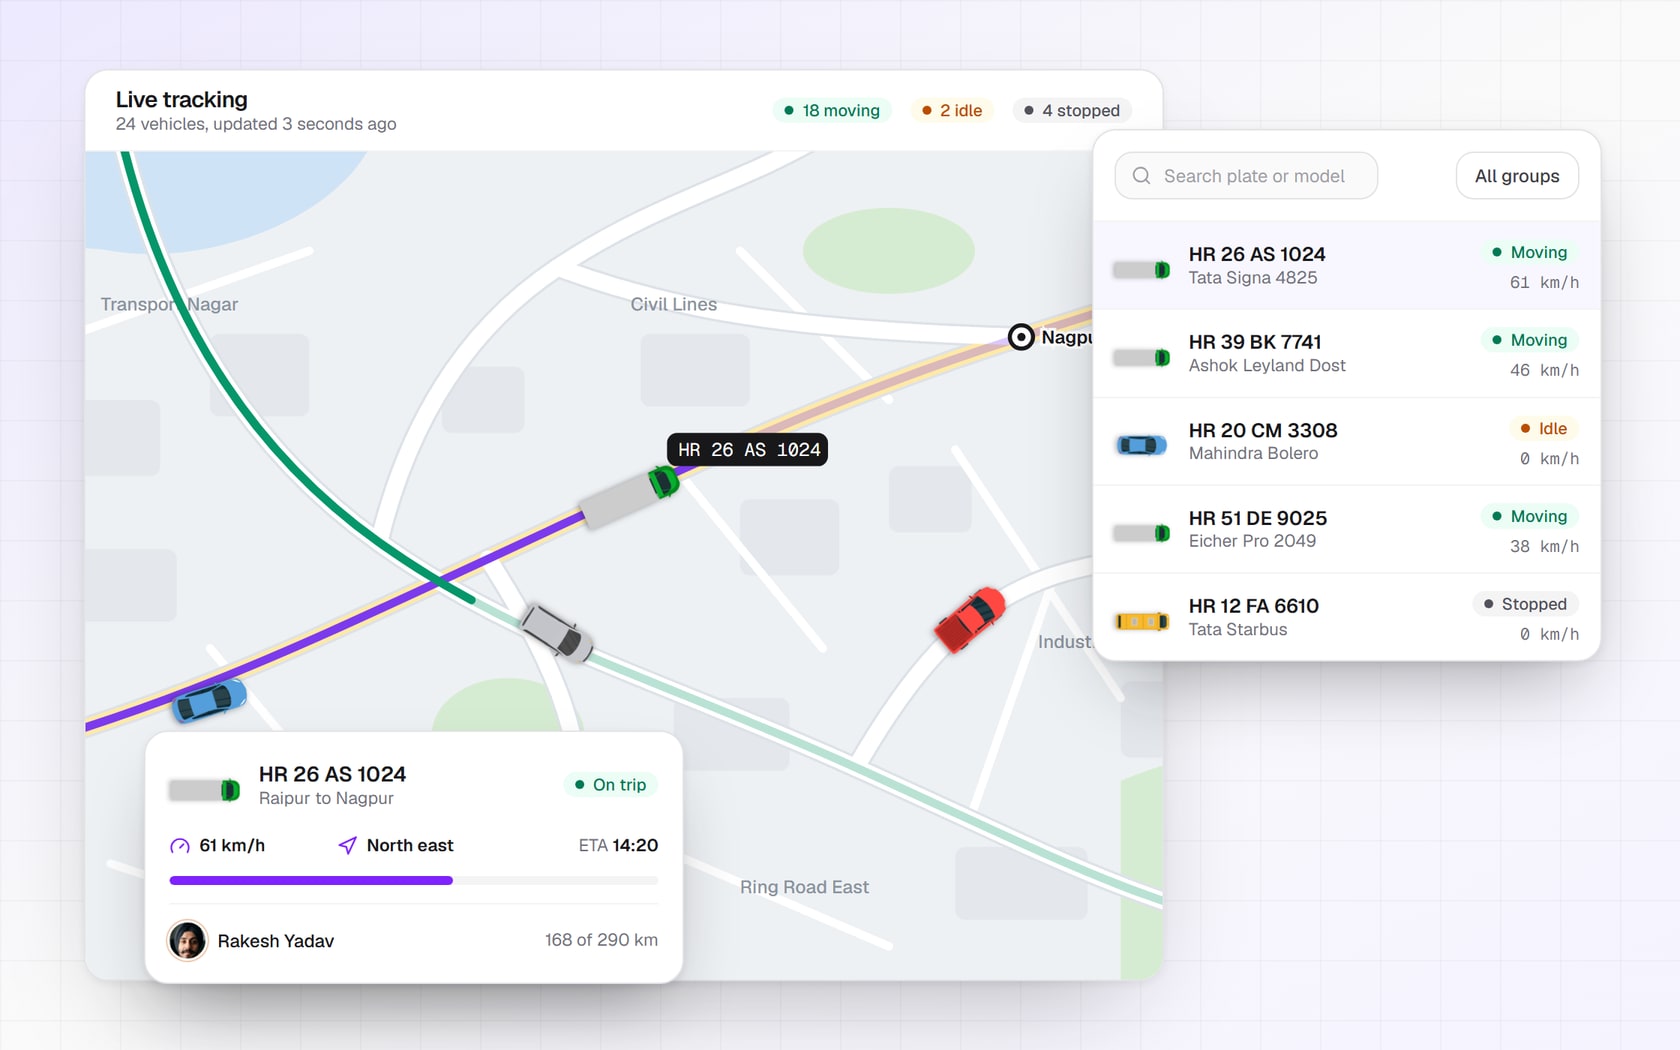 Live tracking
24 vehicles, updated 3 seconds ago
18 moving
2 idle
4 stopped
Search plate or model
All groups
HR 26 AS 1024
Tata Signa 4825
Moving
61 km/h
HR 39 BK 7741
Ashok Leyland Dost
Moving
46 km/h
HR 20 CM 3308
Mahindra Bolero
Idle
0 km/h
HR 51 DE 9025
Eicher Pro 2049
Moving
38 km/h
HR 12 FA 6610
Tata Starbus
Stopped
0 km/h
Transport Nagar
Civil Lines
Nagpu
HR 26 AS 1024
Indust
Ring Road East
HR 26 AS 1024
Raipur to Nagpur
On trip
61 km/h
North east
ETA 14:20
Rakesh Yadav
168 of 290 km